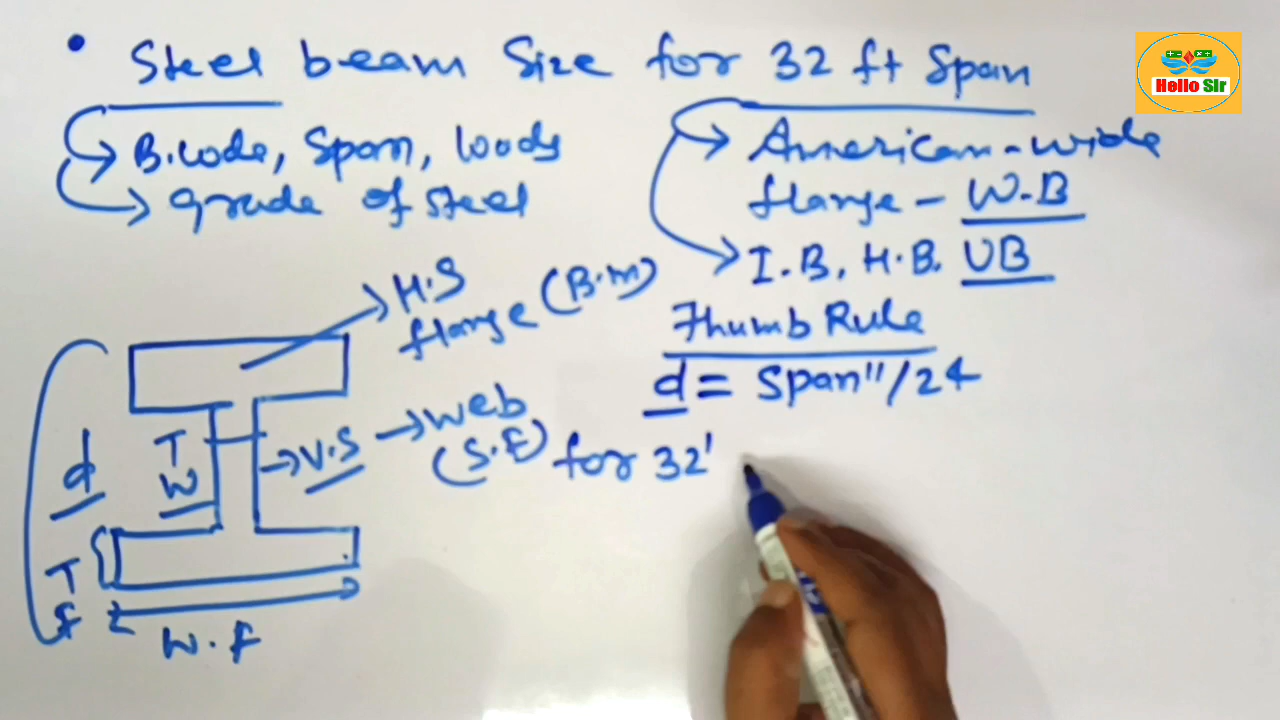 • Steel beam Size for 32 ft Span
B.code, Span, loads
grade of steel
American-wide
flange - W-B
I.B, H.B. UB
Thumb Rule
d = Span"/24
for 32'
H.S
flange (B.m)
web
(S.F)
V.S
T
W
d
T
f
W.F
Hello Sir